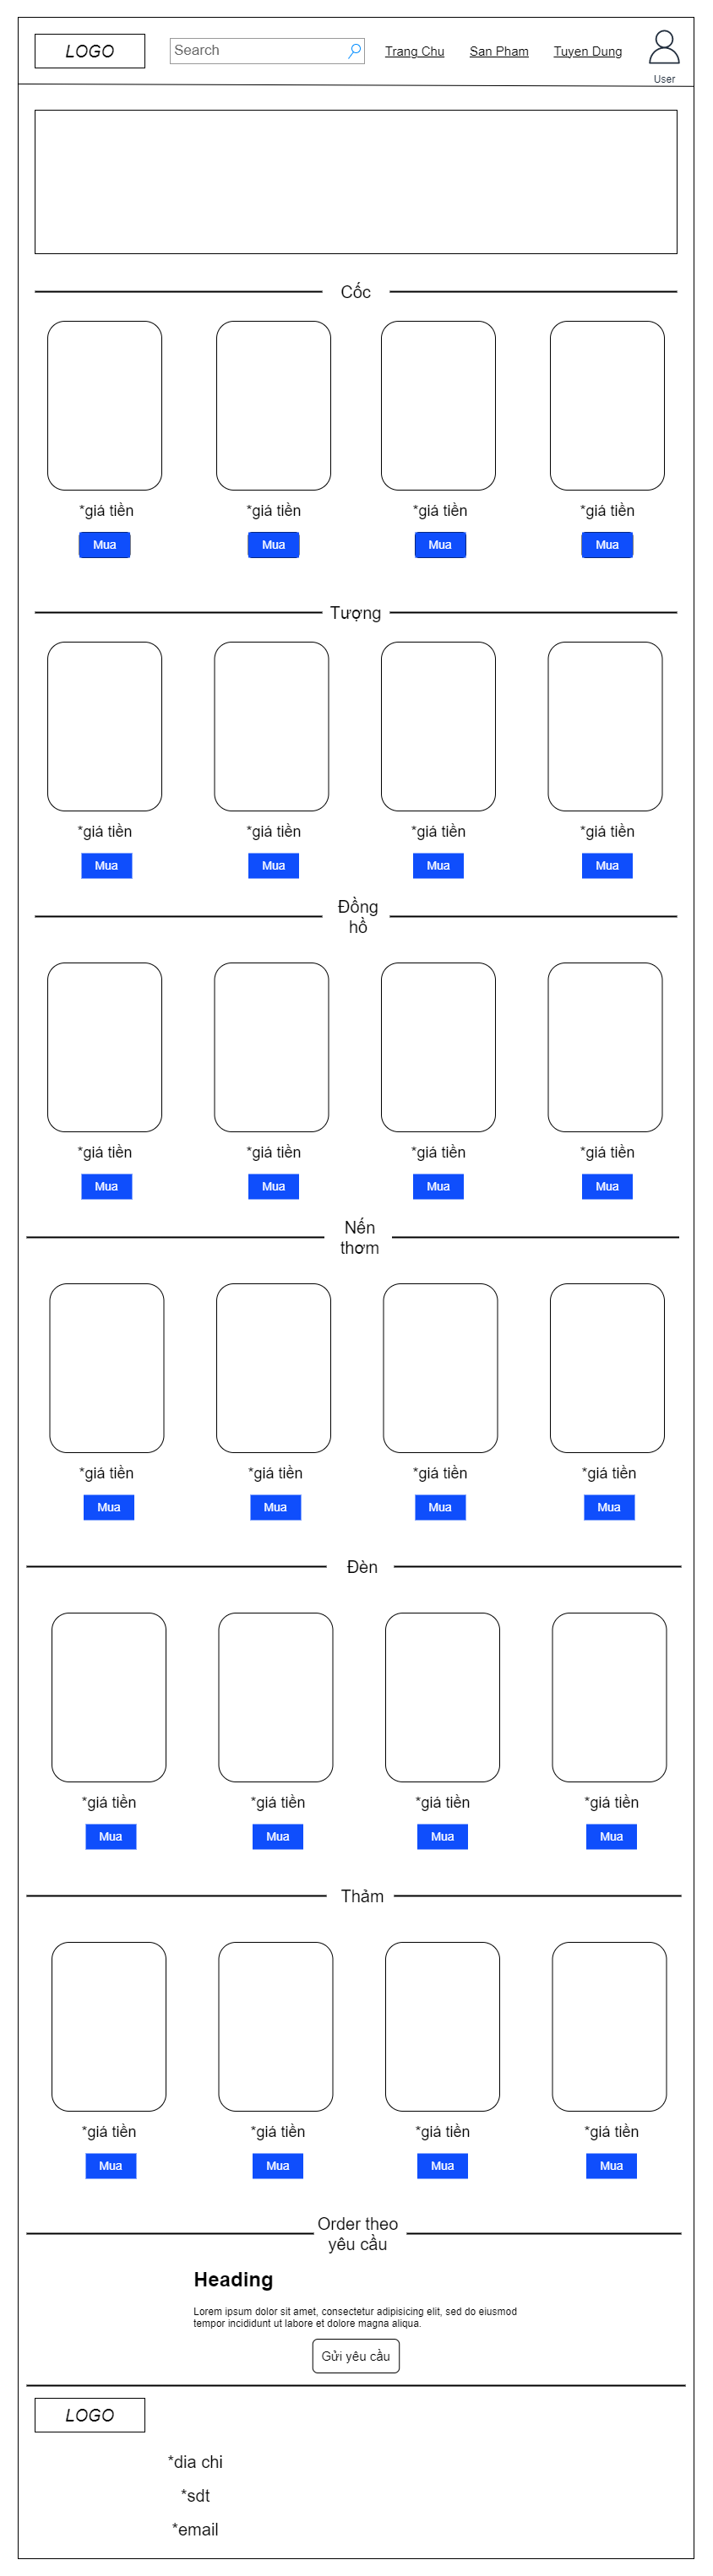 LOGO
Search
Trang Chu
San Pham
Tuyen Dung
User
Cốc
*giá tiền *giá tiền *giá tiền *giá tiền
Mua Mua Mua Mua
Tượng
*giá tiền *giá tiền *giá tiền *giá tiền
Mua Mua Mua Mua
Đồng
hồ
*giá tiền *giá tiền *giá tiền *giá tiền
Mua Mua Mua Mua
Nến
thơm
*giá tiền *giá tiền *giá tiền *giá tiền
Mua Mua Mua Mua
Đèn
*giá tiền *giá tiền *giá tiền *giá tiền
Mua Mua Mua Mua
Thảm
*giá tiền *giá tiền *giá tiền *giá tiền
Mua Mua Mua Mua
Order theo
yêu cầu
Heading
Lorem ipsum dolor sit amet, consectetur adipisicing elit, sed do eiusmod
tempor incididunt ut labore et dolore magna aliqua.
Gửi yêu cầu
LOGO
*dia chi
*sdt
*email